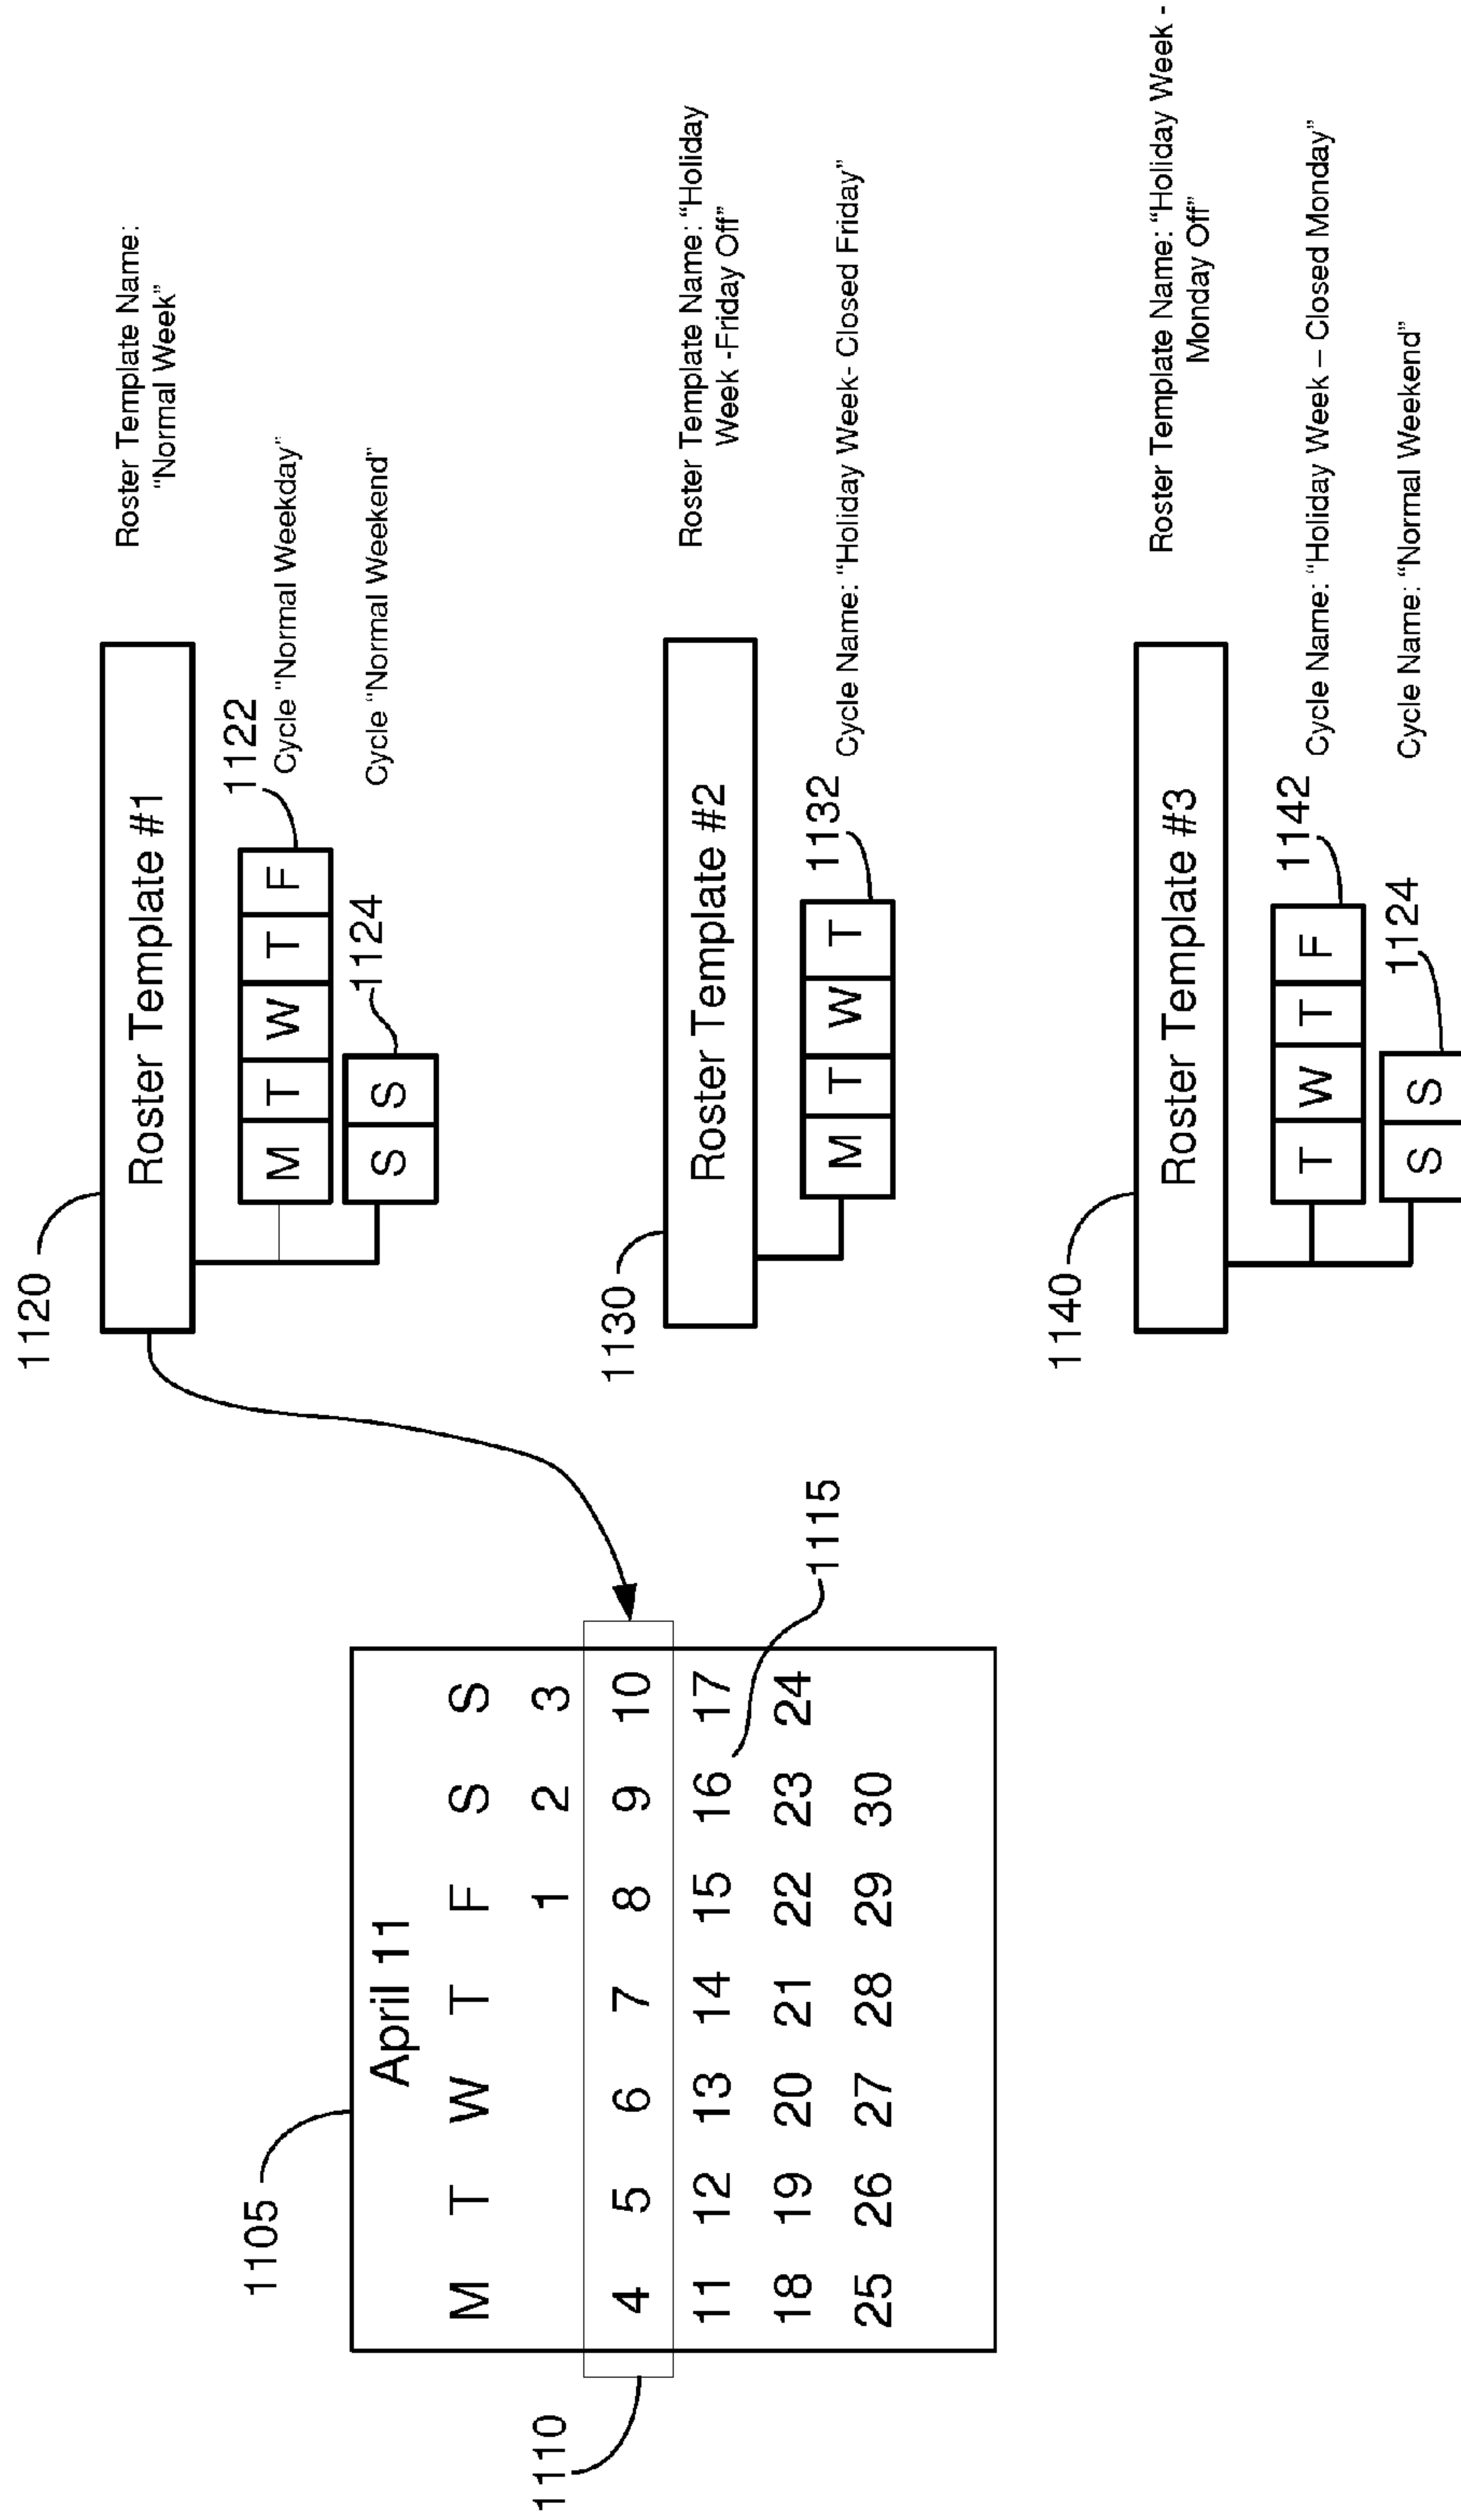 1105
April 11
M T W T F S S
1 2 3
4 5 6 7 8 9 10
11 12 13 14 15 16 17
18 19 20 21 22 23 24
25 26 27 28 29 30
1110
1115
1120
Roster Template #1
Roster Template Name:
“Normal Week”
M T W T F
1122
Cycle “Normal Weekday”
S S
1124
Cycle “Normal Weekend”
1130
Roster Template #2
Roster Template Name: “Holiday
Week -Friday Off”
M T W T
1132
Cycle Name: “Holiday Week- Closed Friday”
1140
Roster Template #3
Roster Template Name: “Holiday Week -
Monday Off”
T W T F
1142
Cycle Name: “Holiday Week – Closed Monday”
S S
1124
Cycle Name: “Normal Weekend”